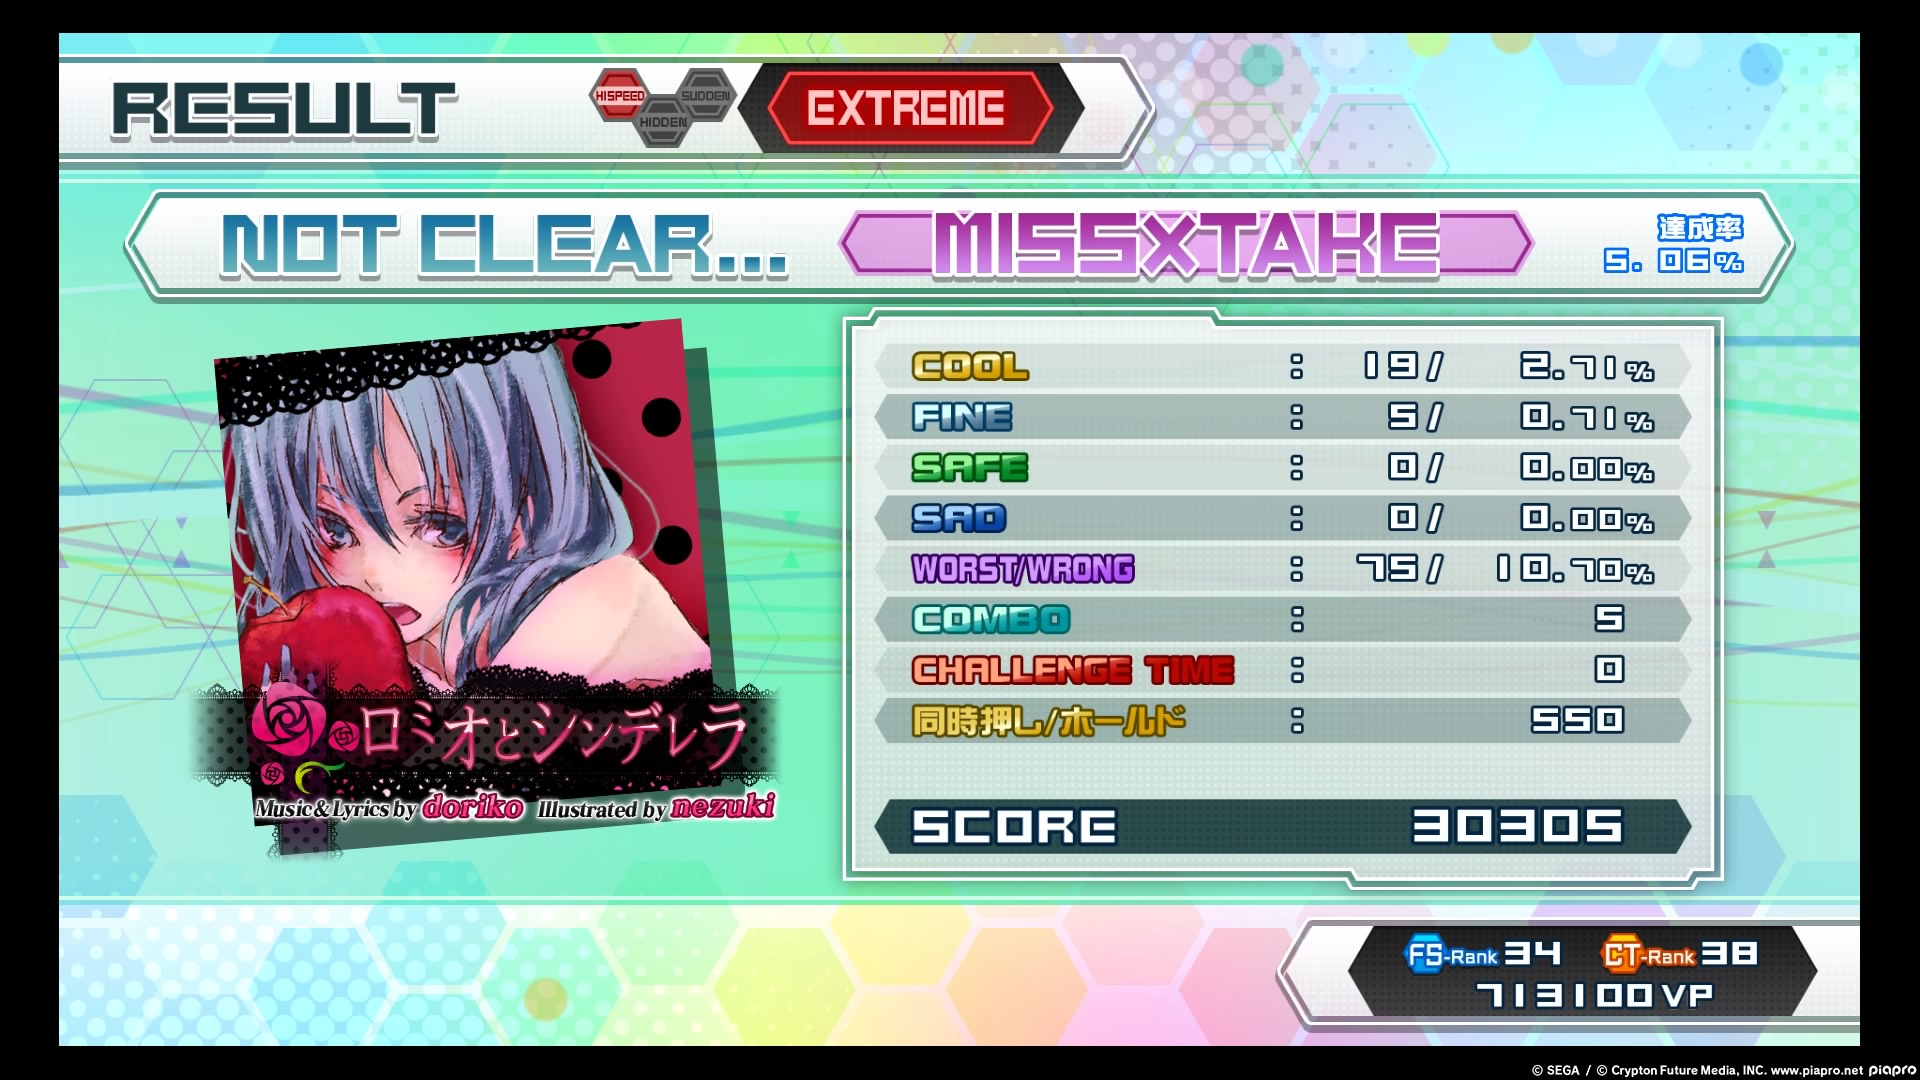 RESULT
HISPEED
HIDDEN
SUDDEN
EXTREME
NOT CLEAR...
MISS×TAKE
達成率
5.06%
COOL : 19/ 2.71%
FINE : 5/ 0.71%
SAFE : 0/ 0.00%
SAD : 0/ 0.00%
WORST/WRONG : 75/ 10.70%
COMBO : 5
CHALLENGE TIME : 0
同時押し/ホールド : 550
SCORE 30305
ロミオとシンデレラ
Music&Lyrics by doriko Illustrated by nezuki
FS-Rank 34 CT-Rank 38
713100VP
© SEGA / © Crypton Future Media, INC. www.piapro.net piapro